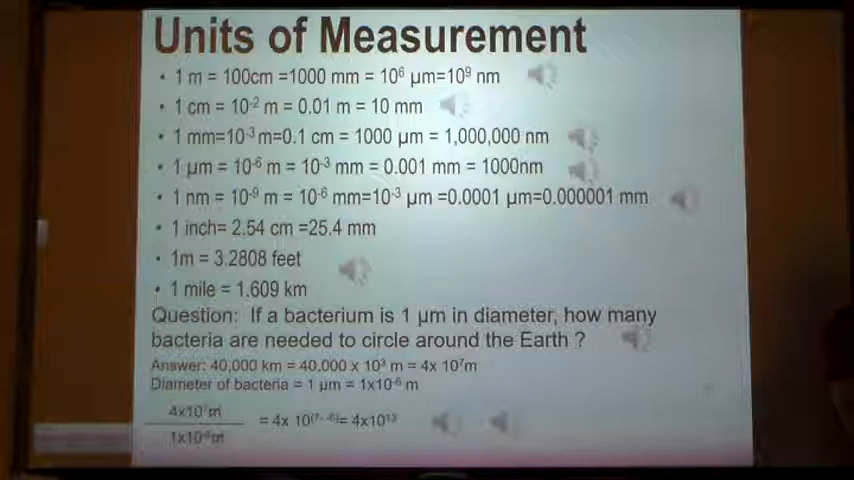 Units of Measurement
• 1 m = 100cm =1000 mm = 10⁶ µm=10⁹ nm
• 1 cm = 10⁻² m = 0.01 m = 10 mm
• 1 mm=10⁻³ m=0.1 cm = 1000 µm = 1,000,000 nm
• 1 µm = 10⁻⁶ m = 10⁻³ mm = 0.001 mm = 1000nm
• 1 nm = 10⁻⁹ m = 10⁻⁶ mm=10⁻³ µm =0.0001 µm=0.000001 mm
• 1 inch= 2.54 cm =25.4 mm
• 1m = 3.2808 feet
• 1 mile = 1.609 km
Question: If a bacterium is 1 µm in diameter, how many
bacteria are needed to circle around the Earth ?
Answer: 40,000 km = 40,000 x 10³ m = 4x 10⁷m
Diameter of bacteria = 1 µm = 1x10⁻⁶ m
4x10⁷m
= 4x 10⁽⁷⁻ ⁻⁶⁾= 4x10¹³
1x10⁻⁶m